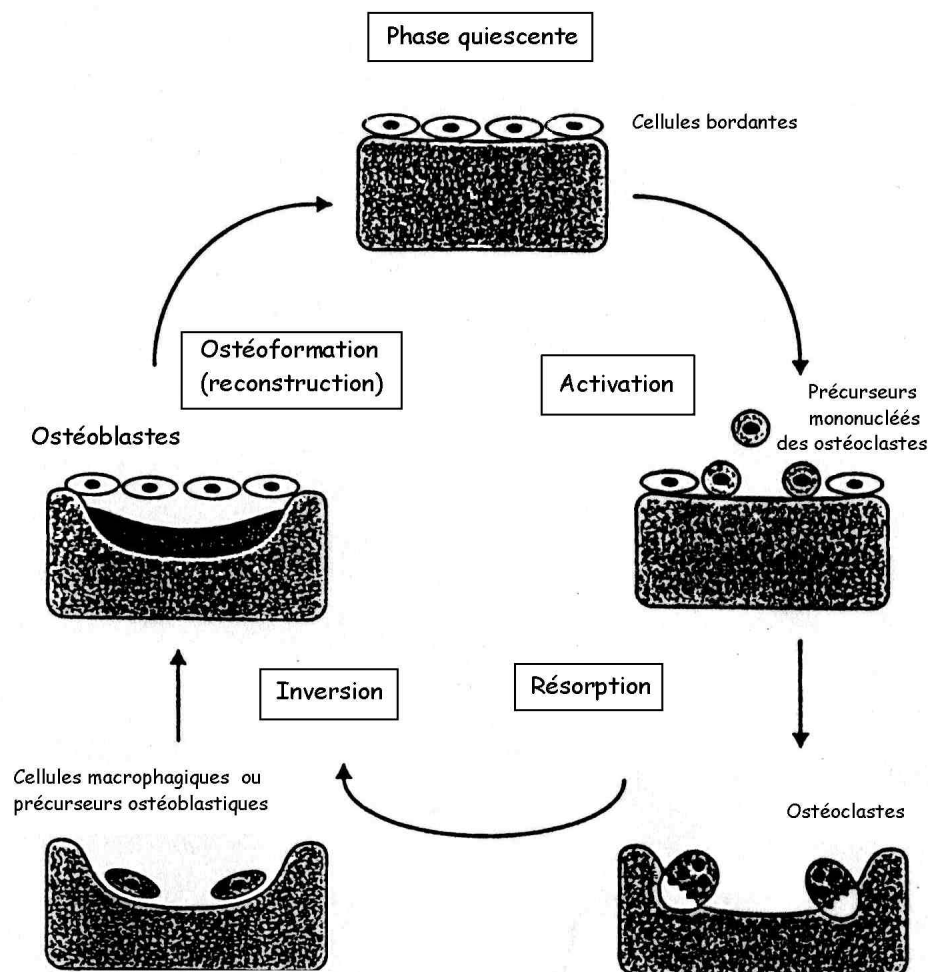 Phase quiescente
Cellules bordantes
Ostéoformation
(reconstruction)
Activation
Précurseurs
mononucléés
des ostéoclastes
Ostéoblastes
Inversion
Résorption
Cellules macrophagiques ou
précurseurs ostéoblastiques
Ostéoclastes